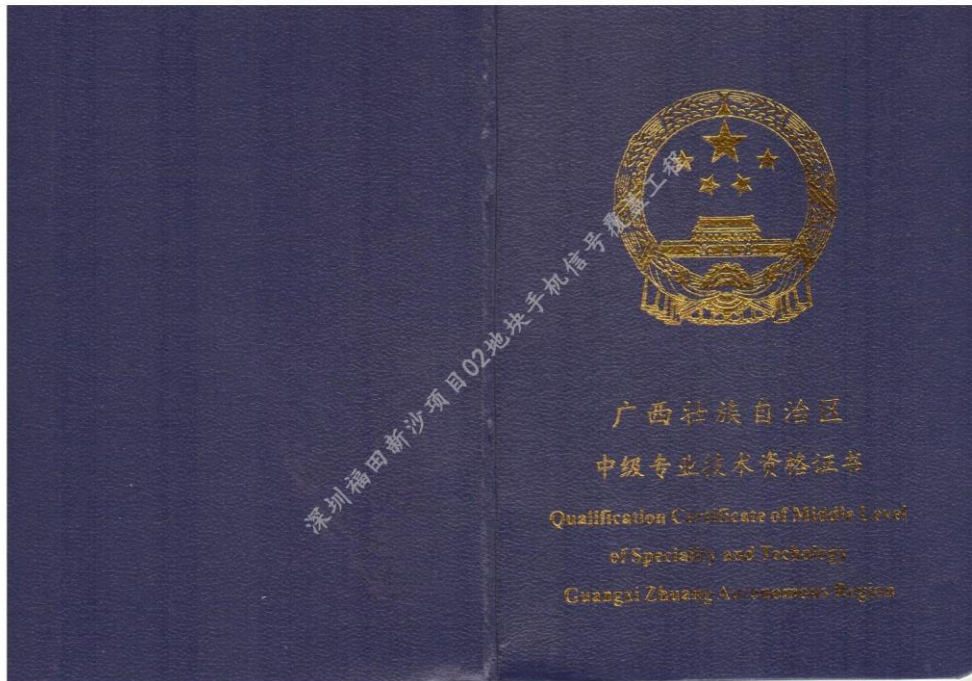 广西壮族自治区
中级专业技术资格证书
Qualification Certificate of Middle Level
of Speciality and Techology
Guangxi Zhuang Autonomous Region
深圳福田新沙项目02地块手机信号覆盖工程